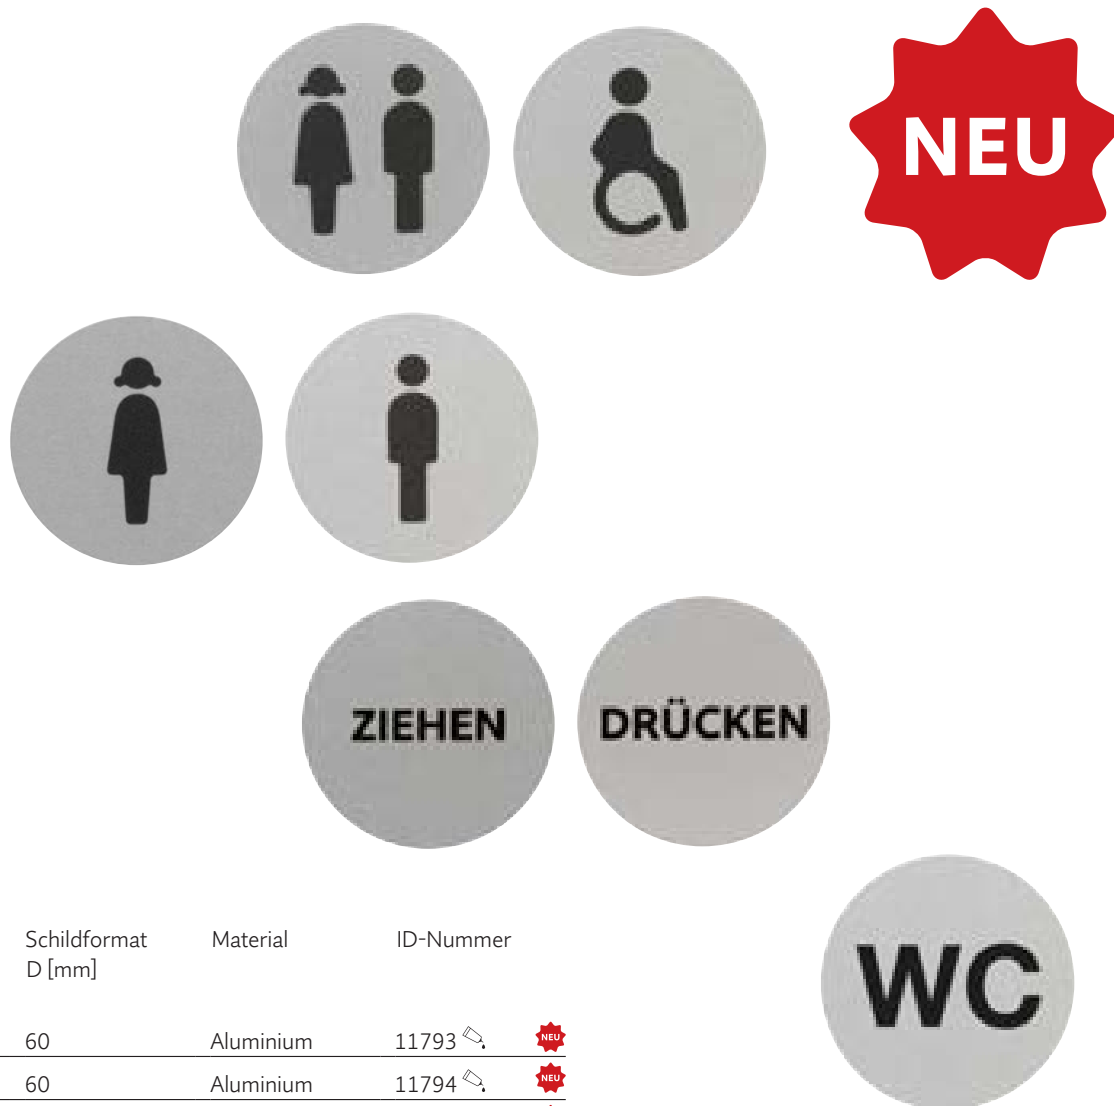 NEU
ZIEHEN
DRÜCKEN
WC
Schildformat Material ID-Nummer
D [mm]
60 Aluminium 11793 NEU
60 Aluminium 11794 NEU